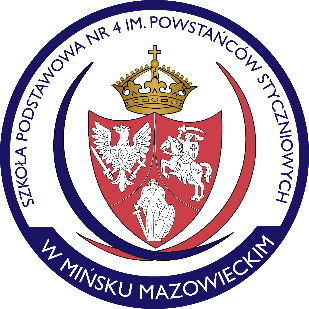 SZKOŁA PODSTAWOWA NR 4 IM. POWSTAŃCÓW STYCZNIOWYCH
W MIŃSKU MAZOWIECKIM